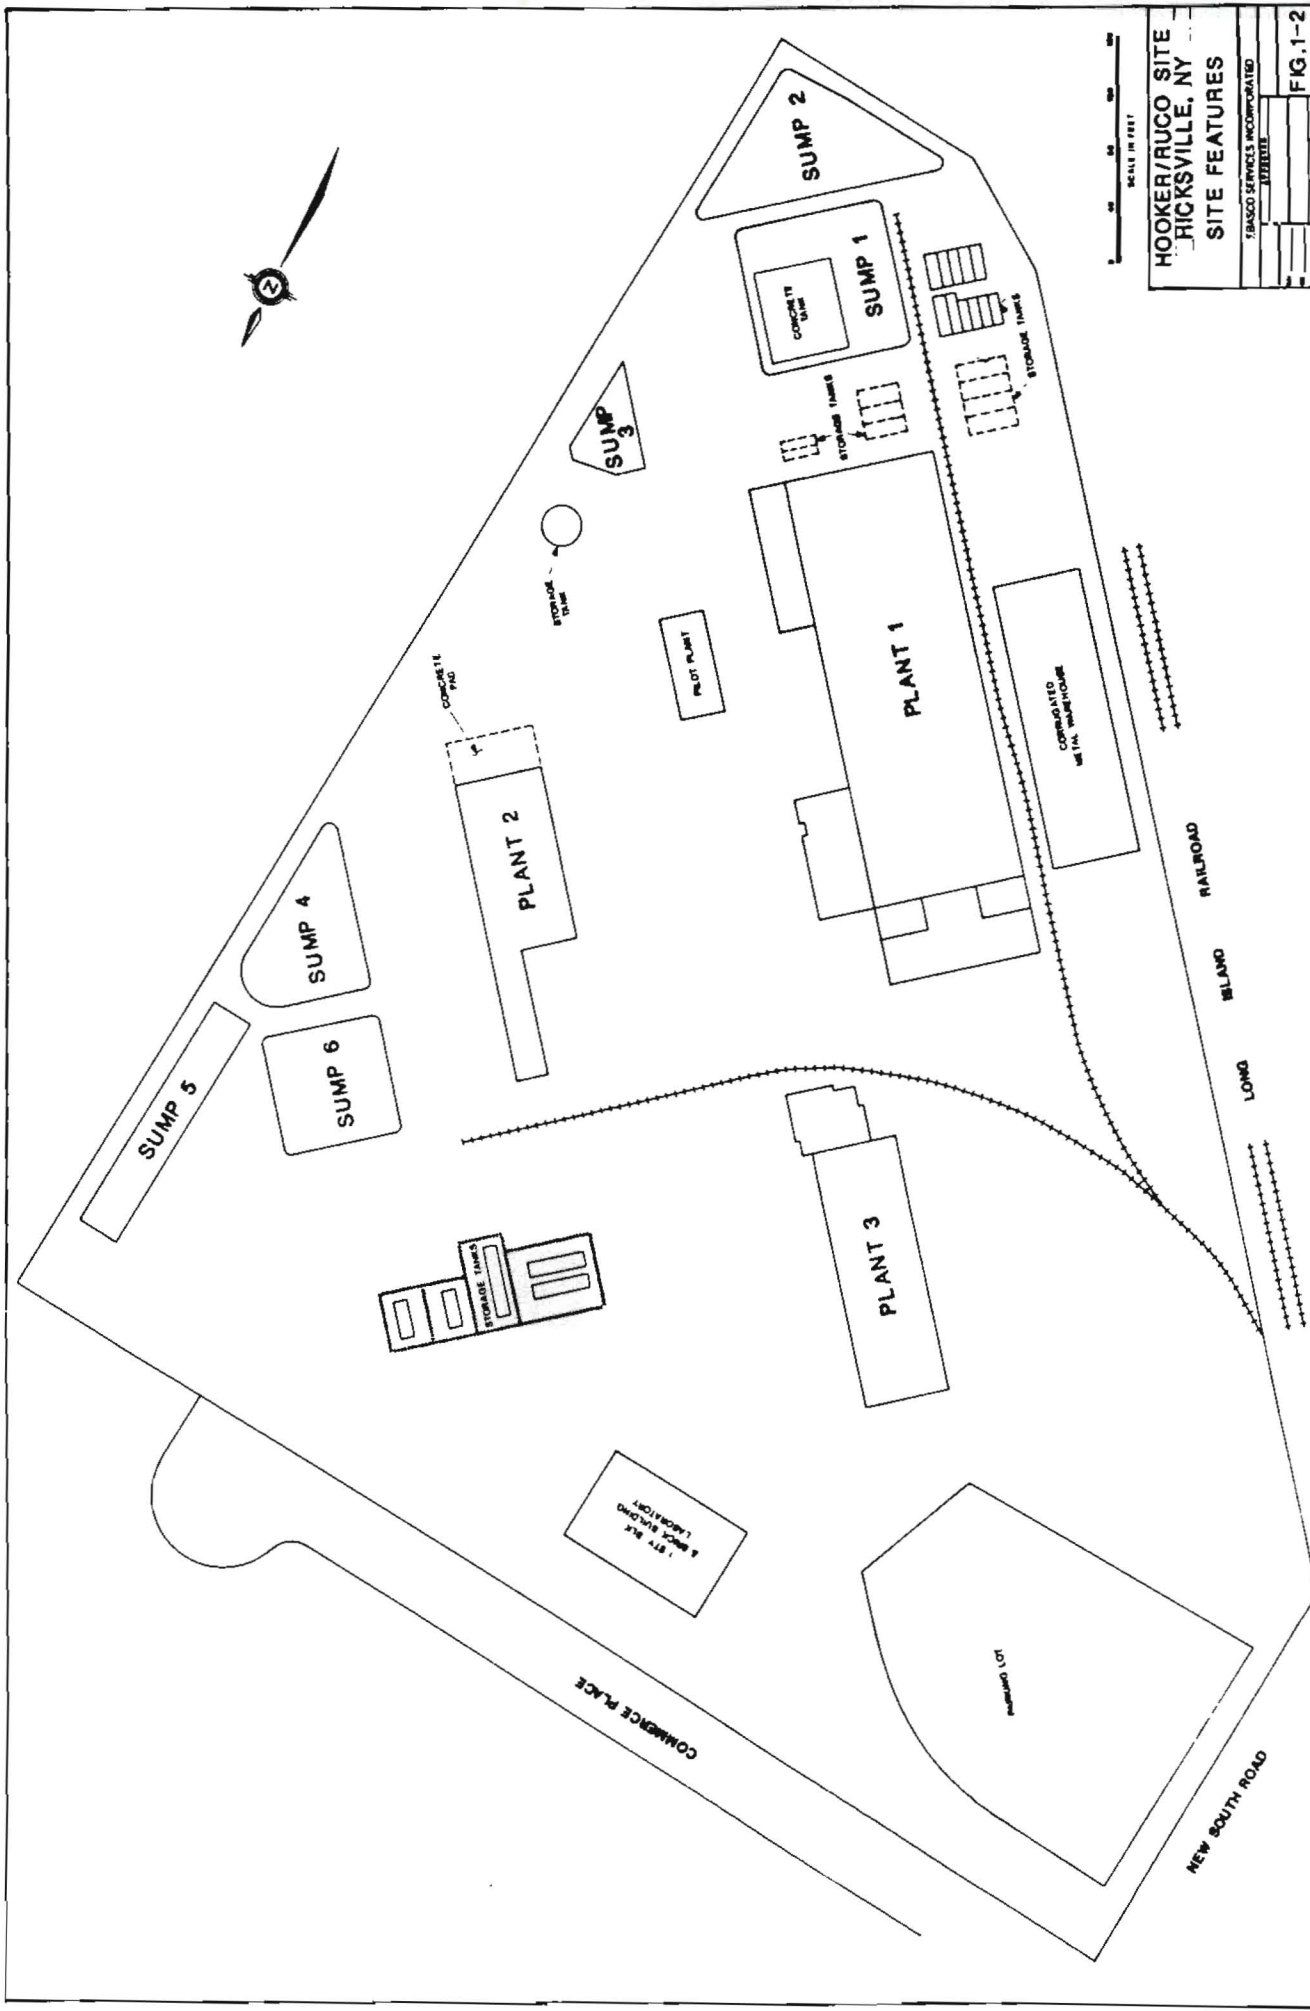 SUMP 5
SUMP 4
SUMP 6
CONCRETE
PAD
STORAGE
TANK
SUMP
3
SUMP 2
CONCRETE
TANK
SUMP 1
STORAGE TANKS
STORAGE TANKS
STORAGE TANKS
PLANT 2
PILOT PLANT
PLANT 1
CORRUGATED
METAL WAREHOUSE
PLANT 3
1 STY BLK
& BRICK BUILDING
LABORATORY
PARKING LOT
COMMERCE PLACE
NEW SOUTH ROAD
LONG ISLAND RAILROAD
N
0
SCALE IN FEET
HOOKER/RUCO SITE
HICKSVILLE, NY
SITE FEATURES
EBASCO SERVICES INCORPORATED
FIG. 1-2